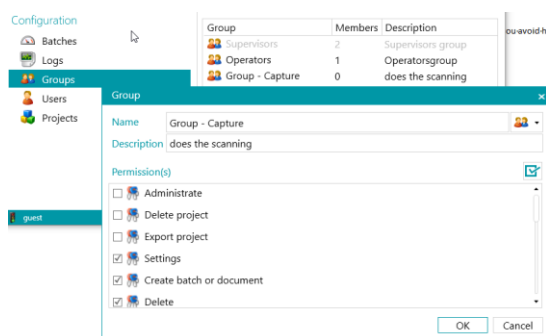 Configuration
Batches
Logs
Groups
Users
Projects
guest
Group Members Description
Supervisors 2 Supervisors group
Operators 1 Operatorsgroup
Group - Capture 0 does the scanning
ou-avoid-h
Group
Name Group - Capture
Description does the scanning
Permission(s)
Administrate
Delete project
Export project
Settings
Create batch or document
Delete
OK Cancel